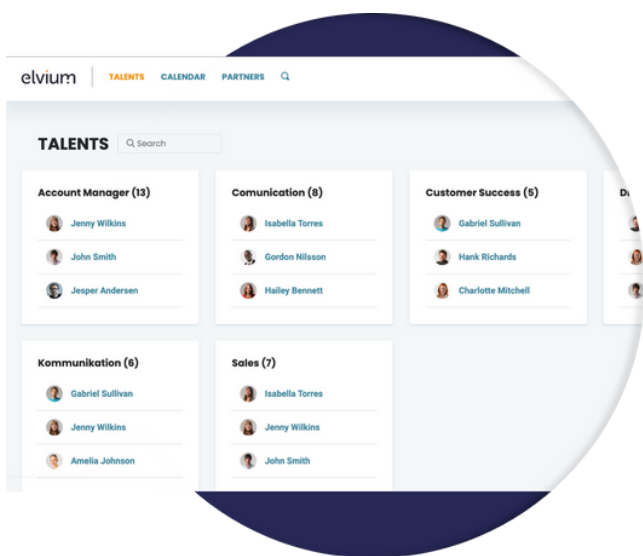 elvium TALENTS CALENDAR PARTNERS
TALENTS Search
Account Manager (13)
Jenny Wilkins
John Smith
Jesper Andersen
Comunication (8)
Isabella Torres
Gordon Nilsson
Hailey Bennett
Customer Success (5)
Gabriel Sullivan
Hank Richards
Charlotte Mitchell
Kommunikation (6)
Gabriel Sullivan
Jenny Wilkins
Amelia Johnson
Sales (7)
Isabella Torres
Jenny Wilkins
John Smith